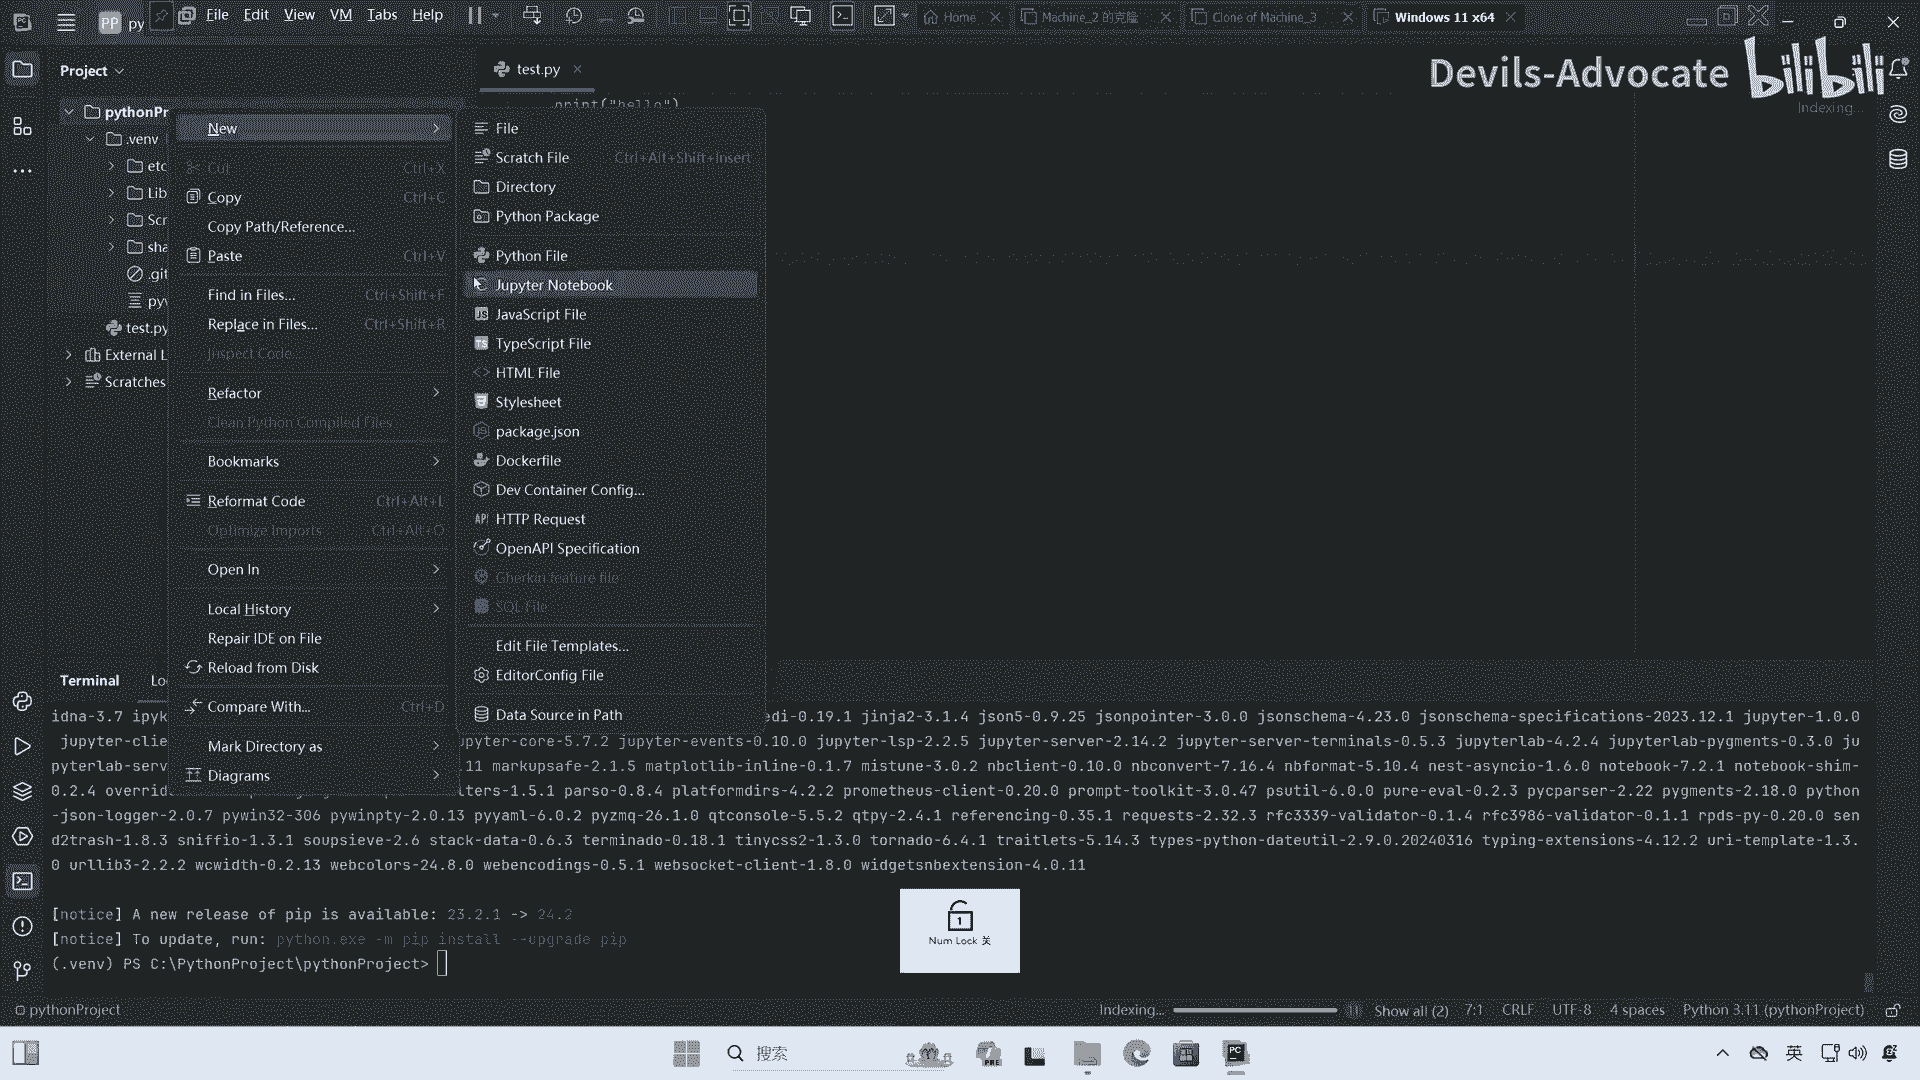 PP py File Edit View VM Tabs Help Home Machine_2 的克隆 Clone of Machine_3 Windows 11 x64
Project
test.py
Devils-Advocate bilibili
print("hello")
Indexing...
pythonPr
.venv
etc
Lib
Scr
sha
.git
pyv
test.py
External L
Scratches
New
Cut Ctrl+X
Copy Ctrl+C
Copy Path/Reference...
Paste Ctrl+V
Find in Files... Ctrl+Shift+F
Replace in Files... Ctrl+Shift+R
Inspect Code...
Refactor
Clean Python Compiled Files
Bookmarks
Reformat Code Ctrl+Alt+L
Optimize Imports Ctrl+Alt+O
Open In
Local History
Repair IDE on File
Reload from Disk
Compare With... Ctrl+D
Mark Directory as
Diagrams
File
Scratch File Ctrl+Alt+Shift+Insert
Directory
Python Package
Python File
Jupyter Notebook
JavaScript File
TypeScript File
HTML File
Stylesheet
package.json
Dockerfile
Dev Container Config...
API HTTP Request
OpenAPI Specification
Gherkin feature file
SQL File
Edit File Templates...
EditorConfig File
Data Source in Path
Terminal Lo
idna-3.7 ipyk edi-0.19.1 jinja2-3.1.4 json5-0.9.25 jsonpointer-3.0.0 jsonschema-4.23.0 jsonschema-specifications-2023.12.1 jupyter-1.0.0
jupyter-clie upyter-core-5.7.2 jupyter-events-0.10.0 jupyter-lsp-2.2.5 jupyter-server-2.14.2 jupyter-server-terminals-0.5.3 jupyterlab-4.2.4 jupyterlab-pygments-0.3.0 ju
pyterlab-serv 11 markupsafe-2.1.5 matplotlib-inline-0.1.7 mistune-3.0.2 nbclient-0.10.0 nbconvert-7.16.4 nbformat-5.10.4 nest-asyncio-1.6.0 notebook-7.2.1 notebook-shim-
0.2.4 overrid ters-1.5.1 parso-0.8.4 platformdirs-4.2.2 prometheus-client-0.20.0 prompt-toolkit-3.0.47 psutil-6.0.0 pure-eval-0.2.3 pycparser-2.22 pygments-2.18.0 python
-json-logger-2.0.7 pywin32-306 pywinpty-2.0.13 pyyaml-6.0.2 pyzmq-26.1.0 qtconsole-5.5.2 qtpy-2.4.1 referencing-0.35.1 requests-2.32.3 rfc3339-validator-0.1.4 rfc3986-validator-0.1.1 rpds-py-0.20.0 sen
d2trash-1.8.3 sniffio-1.3.1 soupsieve-2.6 stack-data-0.6.3 terminado-0.18.1 tinycss2-1.3.0 tornado-6.4.1 traitlets-5.14.3 types-python-dateutil-2.9.0.20240316 typing-extensions-4.12.2 uri-template-1.3.
0 urllib3-2.2.2 wcwidth-0.2.13 webcolors-24.8.0 webencodings-0.5.1 websocket-client-1.8.0 widgetsnbextension-4.0.11
[notice] A new release of pip is available: 23.2.1 -> 24.2
[notice] To update, run: python.exe -m pip install --upgrade pip
(.venv) PS C:\PythonProject\pythonProject>
1
Num Lock 关
pythonProject Indexing... Show all (2) 7:1 CRLF UTF-8 4 spaces Python 3.11 (pythonProject)
搜索 PRE PC 英